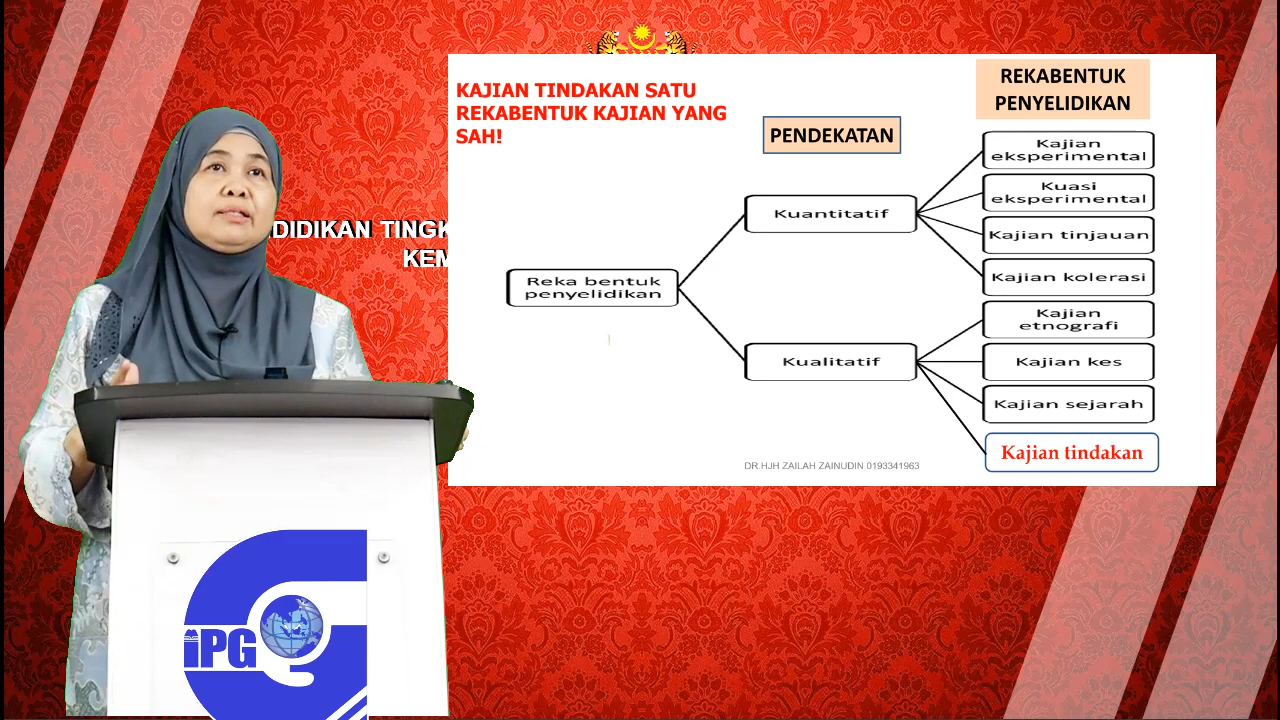 KAJIAN TINDAKAN SATU
REKABENTUK KAJIAN YANG
SAH!
PENDEKATAN
REKABENTUK
PENYELIDIKAN
Reka bentuk
penyelidikan
Kuantitatif
Kajian
eksperimental
Kuasi
eksperimental
Kajian tinjauan
Kajian kolerasi
Kualitatif
Kajian
etnografi
Kajian kes
Kajian sejarah
Kajian tindakan
DR.HJH ZAILAH ZAINUDIN 0193341963
DIDIKAN TINGK
KEM
iPG